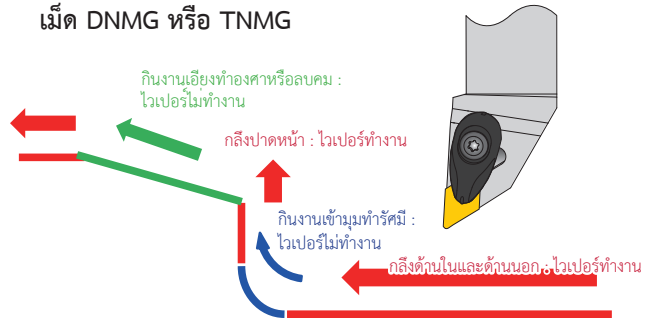 เม็ด DNMG หรือ TNMG
กินงานเอียงทำองศาหรือลบคม :
ไวเปอร์ไม่ทำงาน
กลึงปาดหน้า : ไวเปอร์ทำงาน
กินงานเข้ามุมทำรัศมี :
ไวเปอร์ไม่ทำงาน
กลึงด้านในและด้านนอก : ไวเปอร์ทำงาน